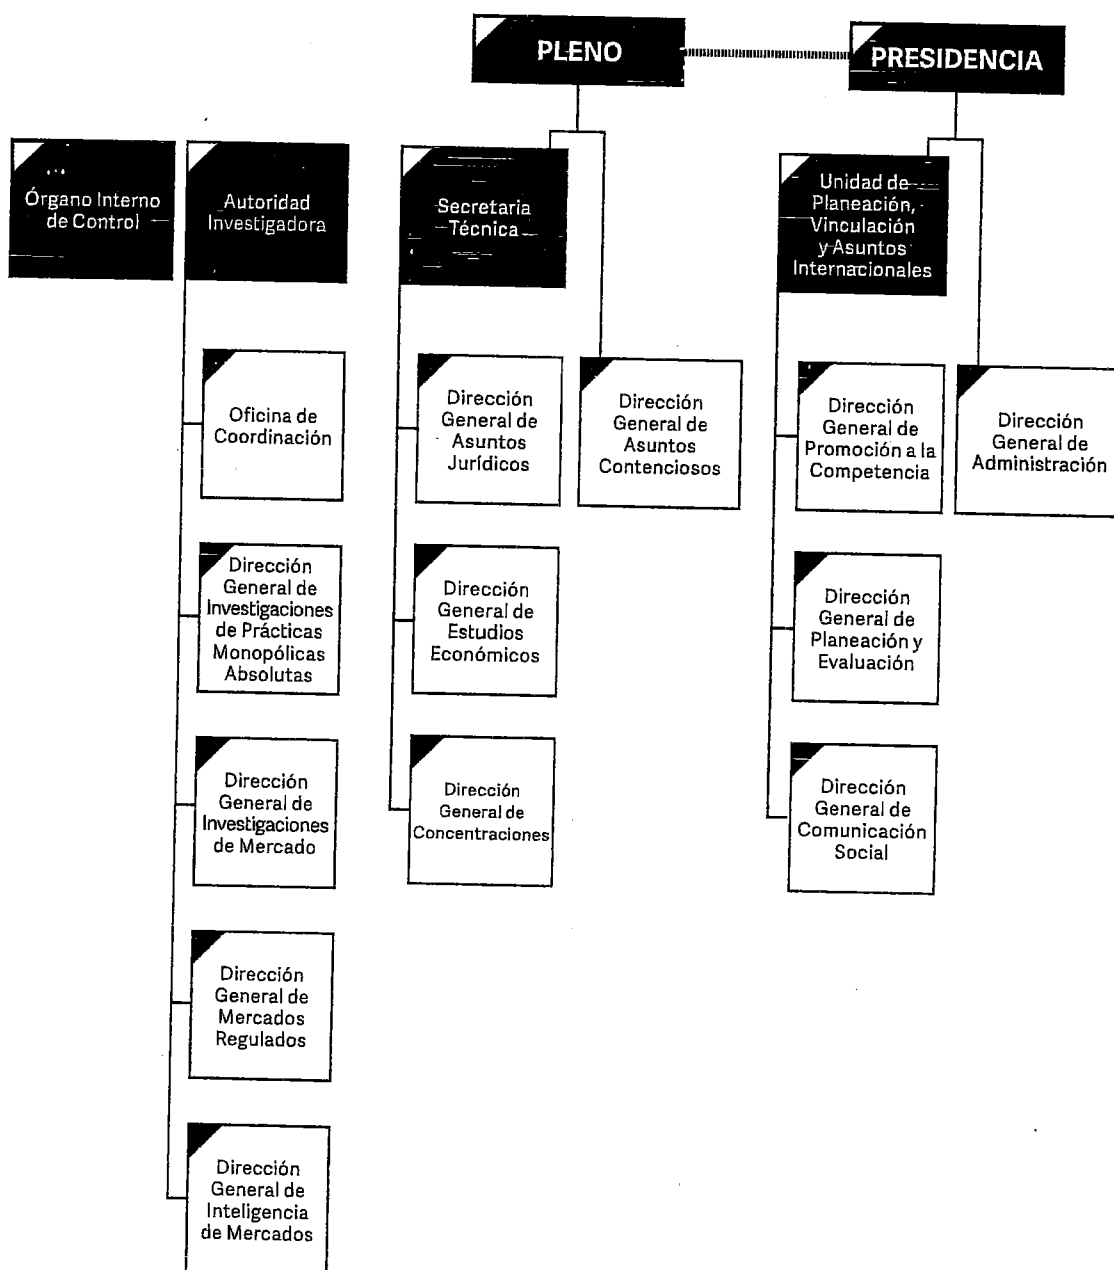 PLENO
PRESIDENCIA
Órgano Interno
de Control
Autoridad
Investigadora
Secretaría
Técnica
Unidad de
Planeación,
Vinculación
y Asuntos
Internacionales
Oficina de
Coordinación
Dirección
General de
Investigaciones
de Prácticas
Monopólicas
Absolutas
Dirección
General de
Investigaciones
de Mercado
Dirección
General de
Mercados
Regulados
Dirección
General de
Inteligencia
de Mercados
Dirección
General de
Asuntos
Jurídicos
Dirección
General de
Estudios
Económicos
Dirección
General de
Concentraciones
Dirección
General de
Asuntos
Contenciosos
Dirección
General de
Promoción a la
Competencia
Dirección
General de
Planeación y
Evaluación
Dirección
General de
Comunicación
Social
Dirección
General de
Administración